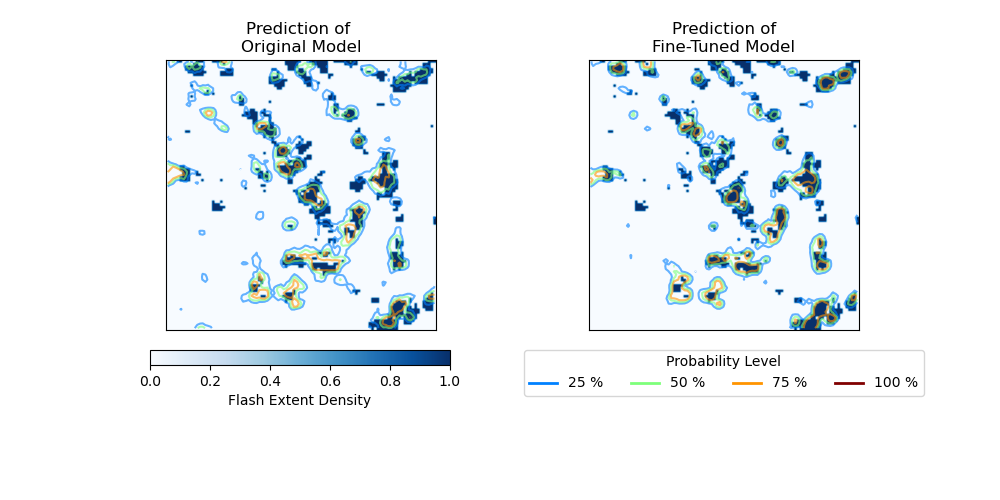 Prediction of
Original Model
Prediction of
Fine-Tuned Model
0.0 0.2 0.4 0.6 0.8 1.0
Flash Extent Density
Probability Level
25 % 50 % 75 % 100 %